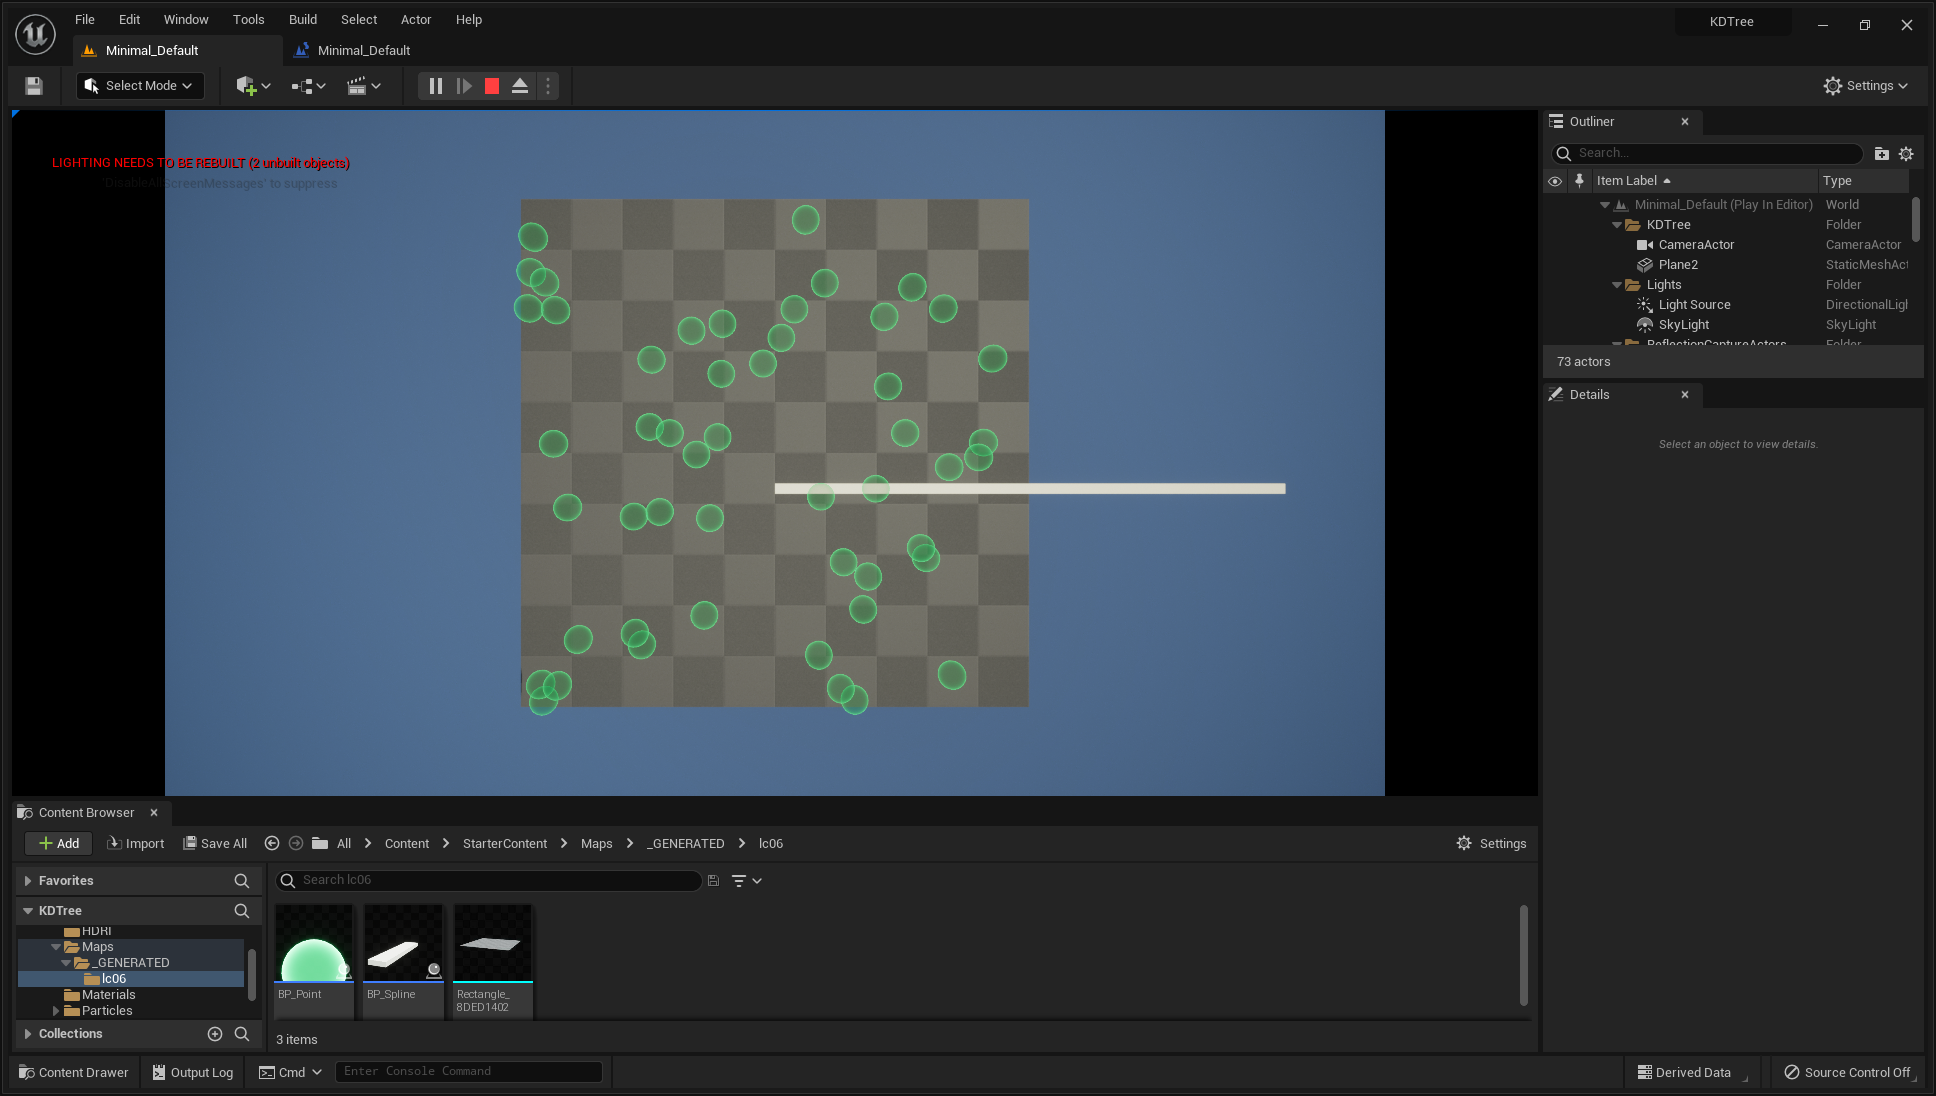 File Edit Window Tools Build Select Actor Help
KDTree
Minimal_Default
Minimal_Default
Select Mode
Settings
LIGHTING NEEDS TO BE REBUILT (2 unbuilt objects)
'DisableAllScreenMessages' to suppress
Outliner
Search...
Item Label Type
Minimal_Default (Play In Editor) World
KDTree Folder
CameraActor CameraActor
Plane2 StaticMeshAct
Lights Folder
Light Source DirectionalLigh
SkyLight SkyLight
ReflectionCaptureActors Folder
73 actors
Details
Select an object to view details.
Content Browser
Add Import Save All All Content StarterContent Maps _GENERATED lc06 Settings
Favorites
Search lc06
KDTree
HDRI
Maps
_GENERATED
lc06
Materials
Particles
Collections
BP_Point
BP_Spline
Rectangle_
8DED1402
3 items
Content Drawer Output Log Cmd Enter Console Command Derived Data Source Control Off